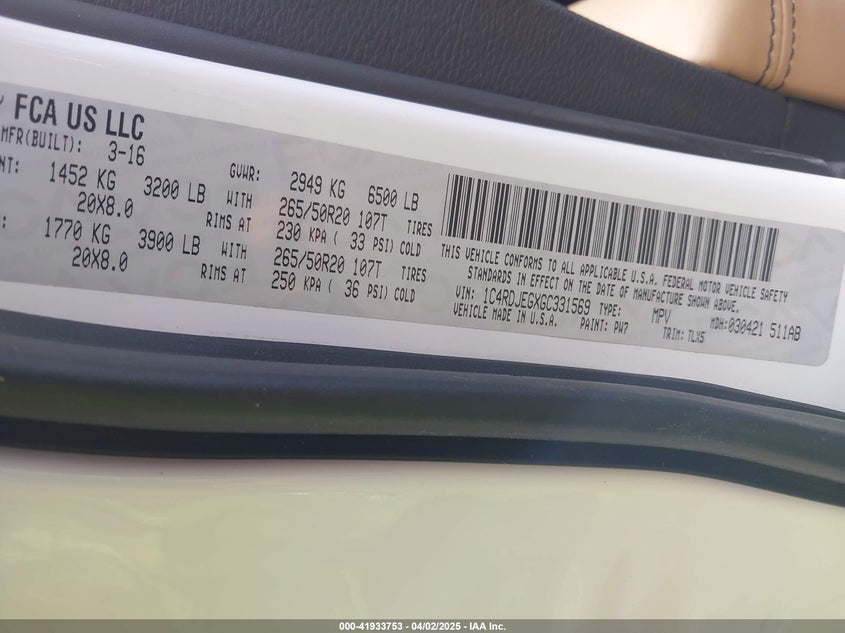 FCA US LLC
MFR(BUILT): 3-16
NT: 1452 KG 3200 LB WITH
20X8.0 RIMS AT
1770 KG 3900 LB WITH
20X8.0 RIMS AT
GVWR: 2949 KG 6500 LB
265/50R20 107T TIRES
230 KPA ( 33 PSI) COLD
265/50R20 107T TIRES
250 KPA ( 36 PSI) COLD
THIS VEHICLE CONFORMS TO ALL APPLICABLE U.S.A. FEDERAL MOTOR VEHICLE SAFETY
STANDARDS IN EFFECT ON THE DATE OF MANUFACTURE SHOWN ABOVE.
VIN: 1C4RDJEGXGC331569 TYPE: MPV MDH:030421 511AB
VEHICLE MADE IN U.S.A. PAINT: PW7 TRIM: TLX5
000-41933753 - 04/02/2025 - IAA Inc.